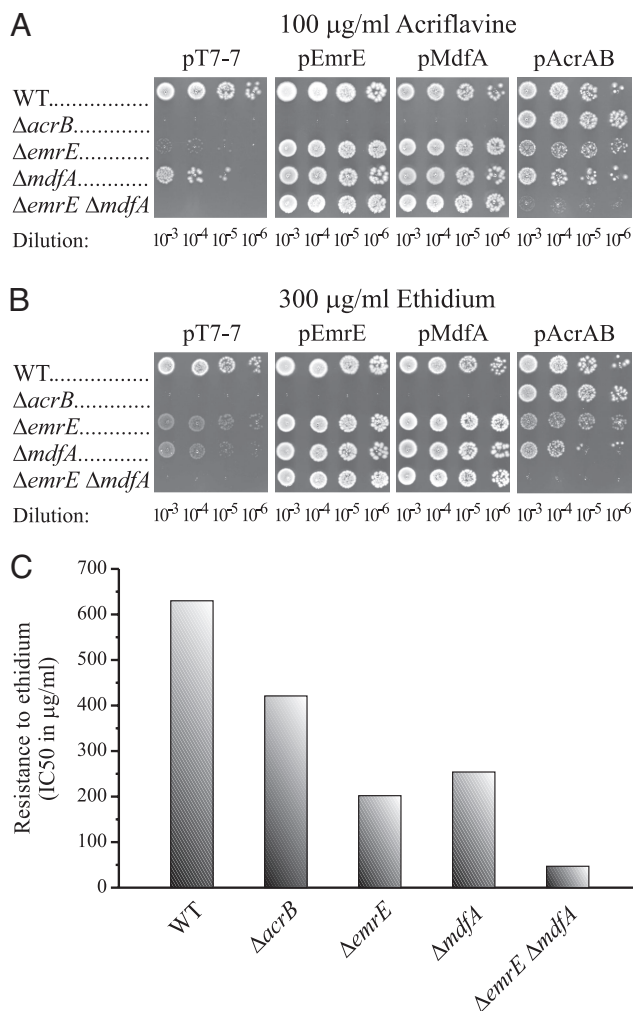 A
100 μg/ml Acriflavine
pT7-7 pEmrE pMdfA pAcrAB
WT................
ΔacrB..............
ΔemrE............
ΔmdfA............
ΔemrE ΔmdfA
Dilution: 10-3 10-4 10-5 10-6 10-3 10-4 10-5 10-6 10-3 10-4 10-5 10-6 10-3 10-4 10-5 10-6
B
300 μg/ml Ethidium
pT7-7 pEmrE pMdfA pAcrAB
WT................
ΔacrB..............
ΔemrE............
ΔmdfA............
ΔemrE ΔmdfA
Dilution: 10-3 10-4 10-5 10-6 10-3 10-4 10-5 10-6 10-3 10-4 10-5 10-6 10-3 10-4 10-5 10-6
C
Resistance to ethidium
(IC50 in μg/ml)
700
600
500
400
300
200
100
0
WT
ΔacrB
ΔemrE
ΔmdfA
ΔemrE ΔmdfA